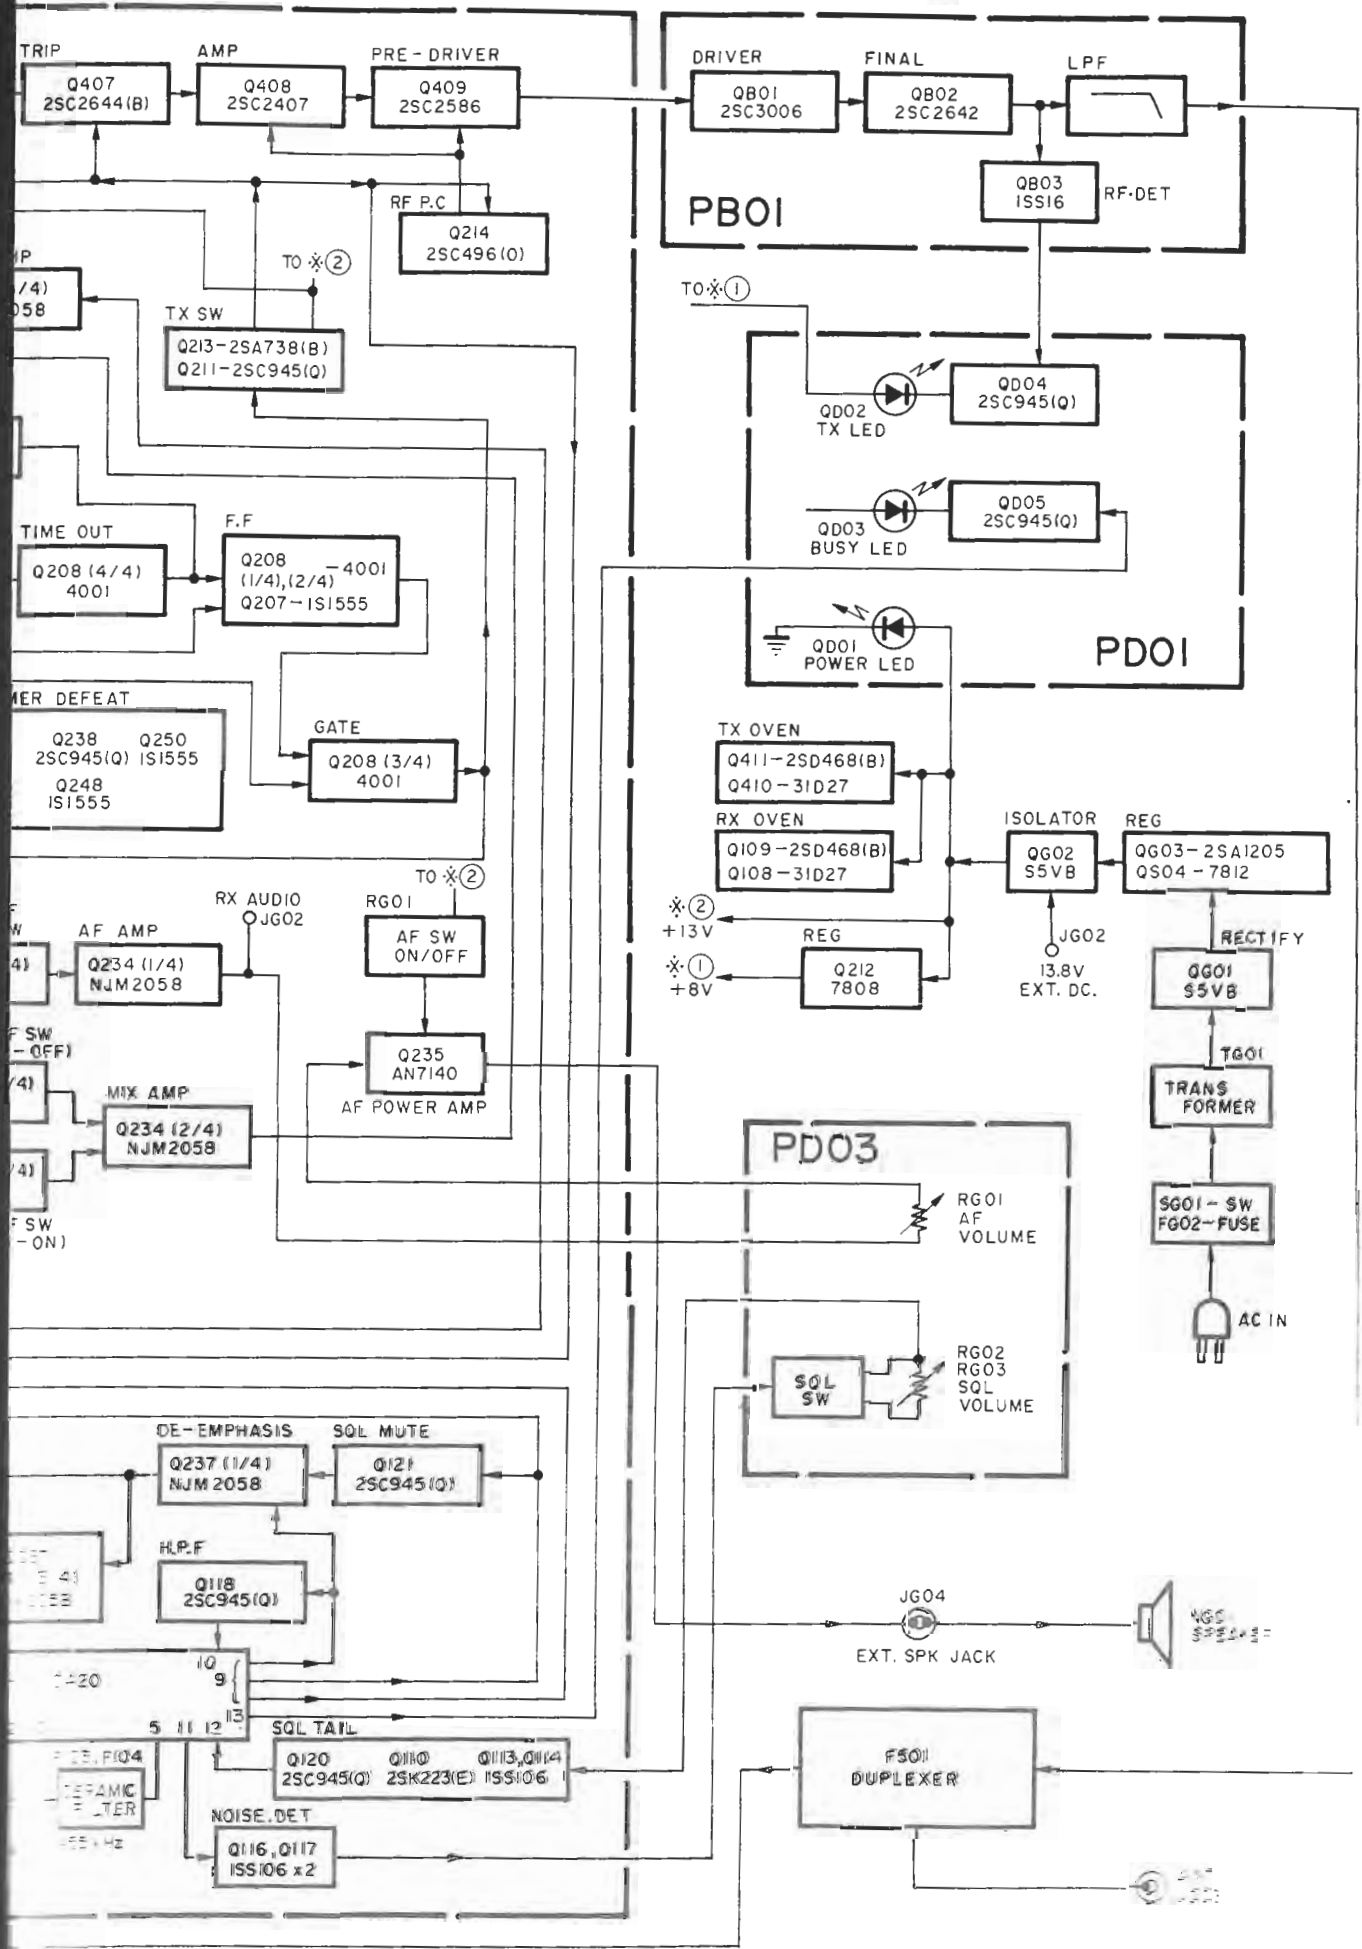 TRIP
Q407
2SC2644(B)
AMP
Q408
2SC2407
PRE-DRIVER
Q409
2SC2586
DRIVER
QB01
2SC3006
FINAL
QB02
2SC2642
LPF
QB03
1SS16
RF·DET
PB01
RF P.C
Q214
2SC496(O)
TO ※②
TX SW
Q213-2SA738(B)
Q211-2SC945(Q)
/4)
058
TO ※①
QD02
TX LED
QD04
2SC945(Q)
QD03
BUSY LED
QD05
2SC945(Q)
QD01
POWER LED
PD01
TIME OUT
Q208 (4/4)
4001
F.F
Q208 -4001
(1/4),(2/4)
Q207-1S1555
MER DEFEAT
Q238 Q250
2SC945(Q) 1S1555
Q248
1S1555
GATE
Q208 (3/4)
4001
TX OVEN
Q411-2SD468(B)
Q410-31D27
RX OVEN
Q109-2SD468(B)
Q108-31D27
ISOLATOR
QG02
S5VB
REG
QG03-2SA1205
QS04-7812
JG02
13.8V
EXT. DC.
※②
+13V
※①
+8V
REG
Q212
7808
RECTIFY
QG01
S5VB
TG01
TRANS
FORMER
SG01-SW
FG02-FUSE
AC IN
TO ※②
RG01
AF SW
ON/OFF
RX AUDIO
JG02
AF AMP
Q234 (1/4)
NJM2058
4)
F SW
-OFF)
/4)
MIX AMP
Q234 (2/4)
NJM2058
/4)
F SW
-ON)
Q235
AN7140
AF POWER AMP
PD03
RG01
AF
VOLUME
SQL
SW
RG02
RG03
SQL
VOLUME
DE-EMPHASIS
Q237 (1/4)
NJM2058
SQL MUTE
Q121
2SC945(Q)
H.P.F
Q118
2SC945(Q)
10
9
13
5 11 12
SQL TAIL
Q120 Q110 Q113,Q114
2SC945(Q) 2SK223(E) 1SS106
NOISE.DET
Q116,Q117
1SS106 x2
JG04
EXT. SPK JACK
F501
DUPLEXER